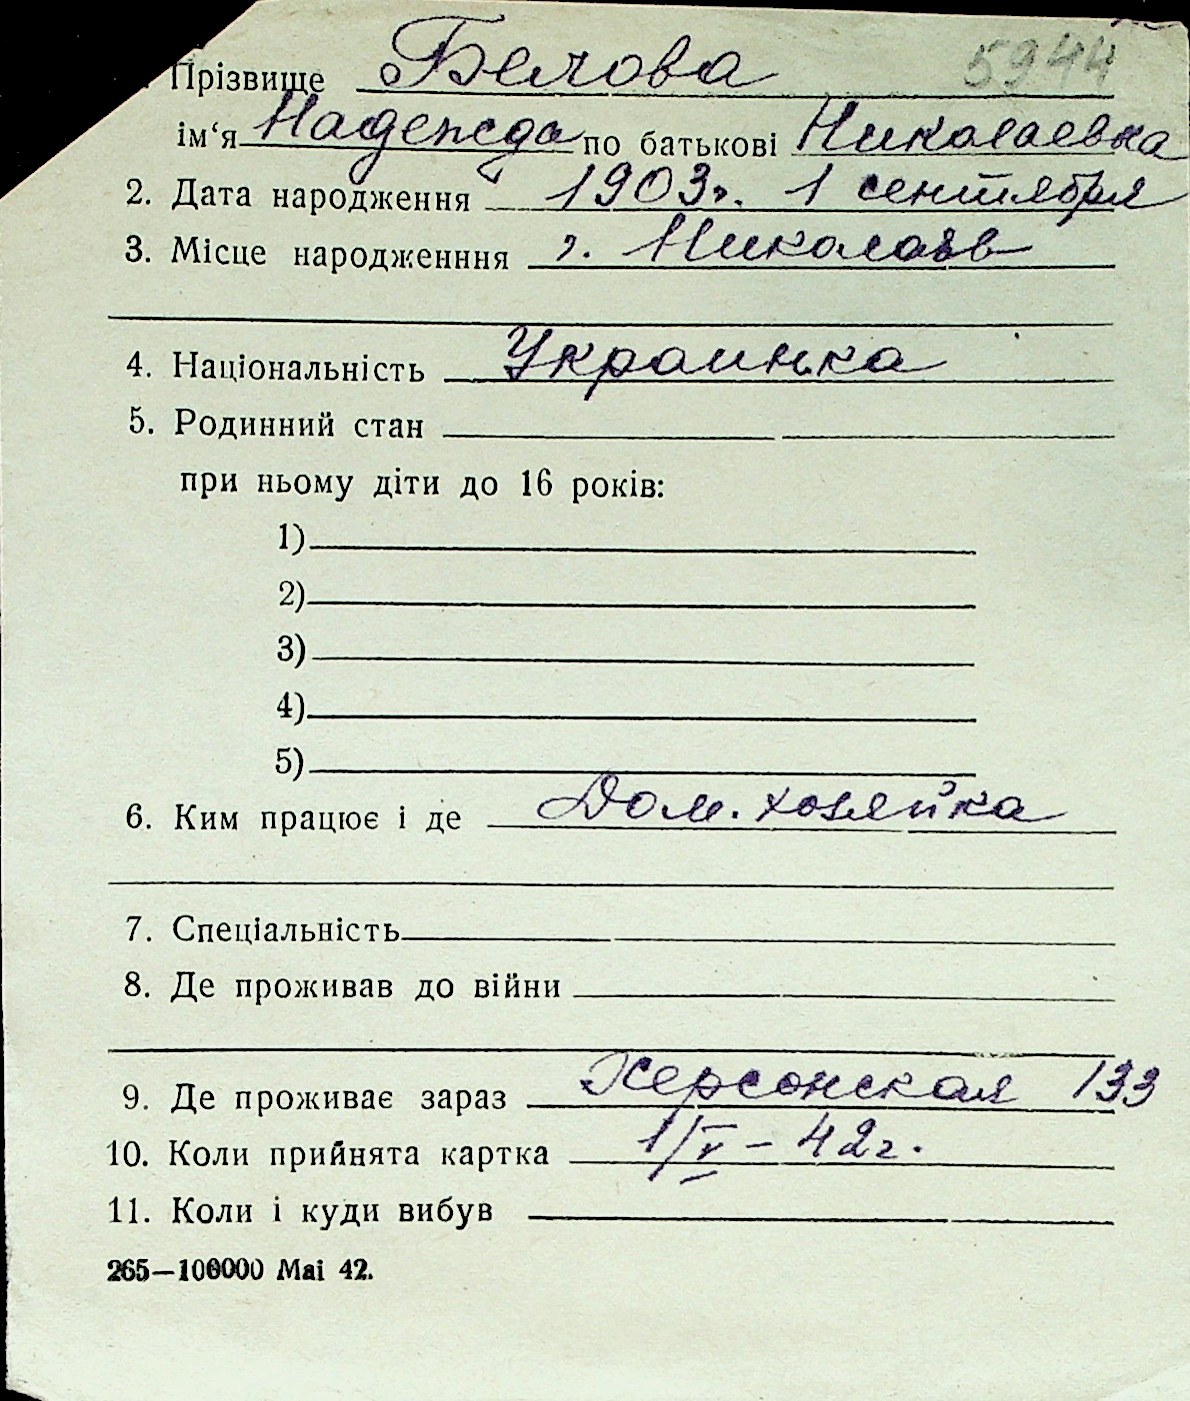 Прізвище Белова 5944
ім‘я Надежда по батькові Николаевна
2. Дата народження 1903г. 1 сентября
3. Місце народженння г. Николаев
4. Національність Украинка
5. Родинний стан
при ньому діти до 16 років:
1)
2)
3)
4)
5)
6. Ким працює і де Дом. хозяйка
7. Спеціальність
8. Де проживав до війни
9. Де проживає зараз Херсонская 133
10. Коли прийнята картка 1/V – 42г.
11. Коли і куди вибув
265—100000 Mai 42.